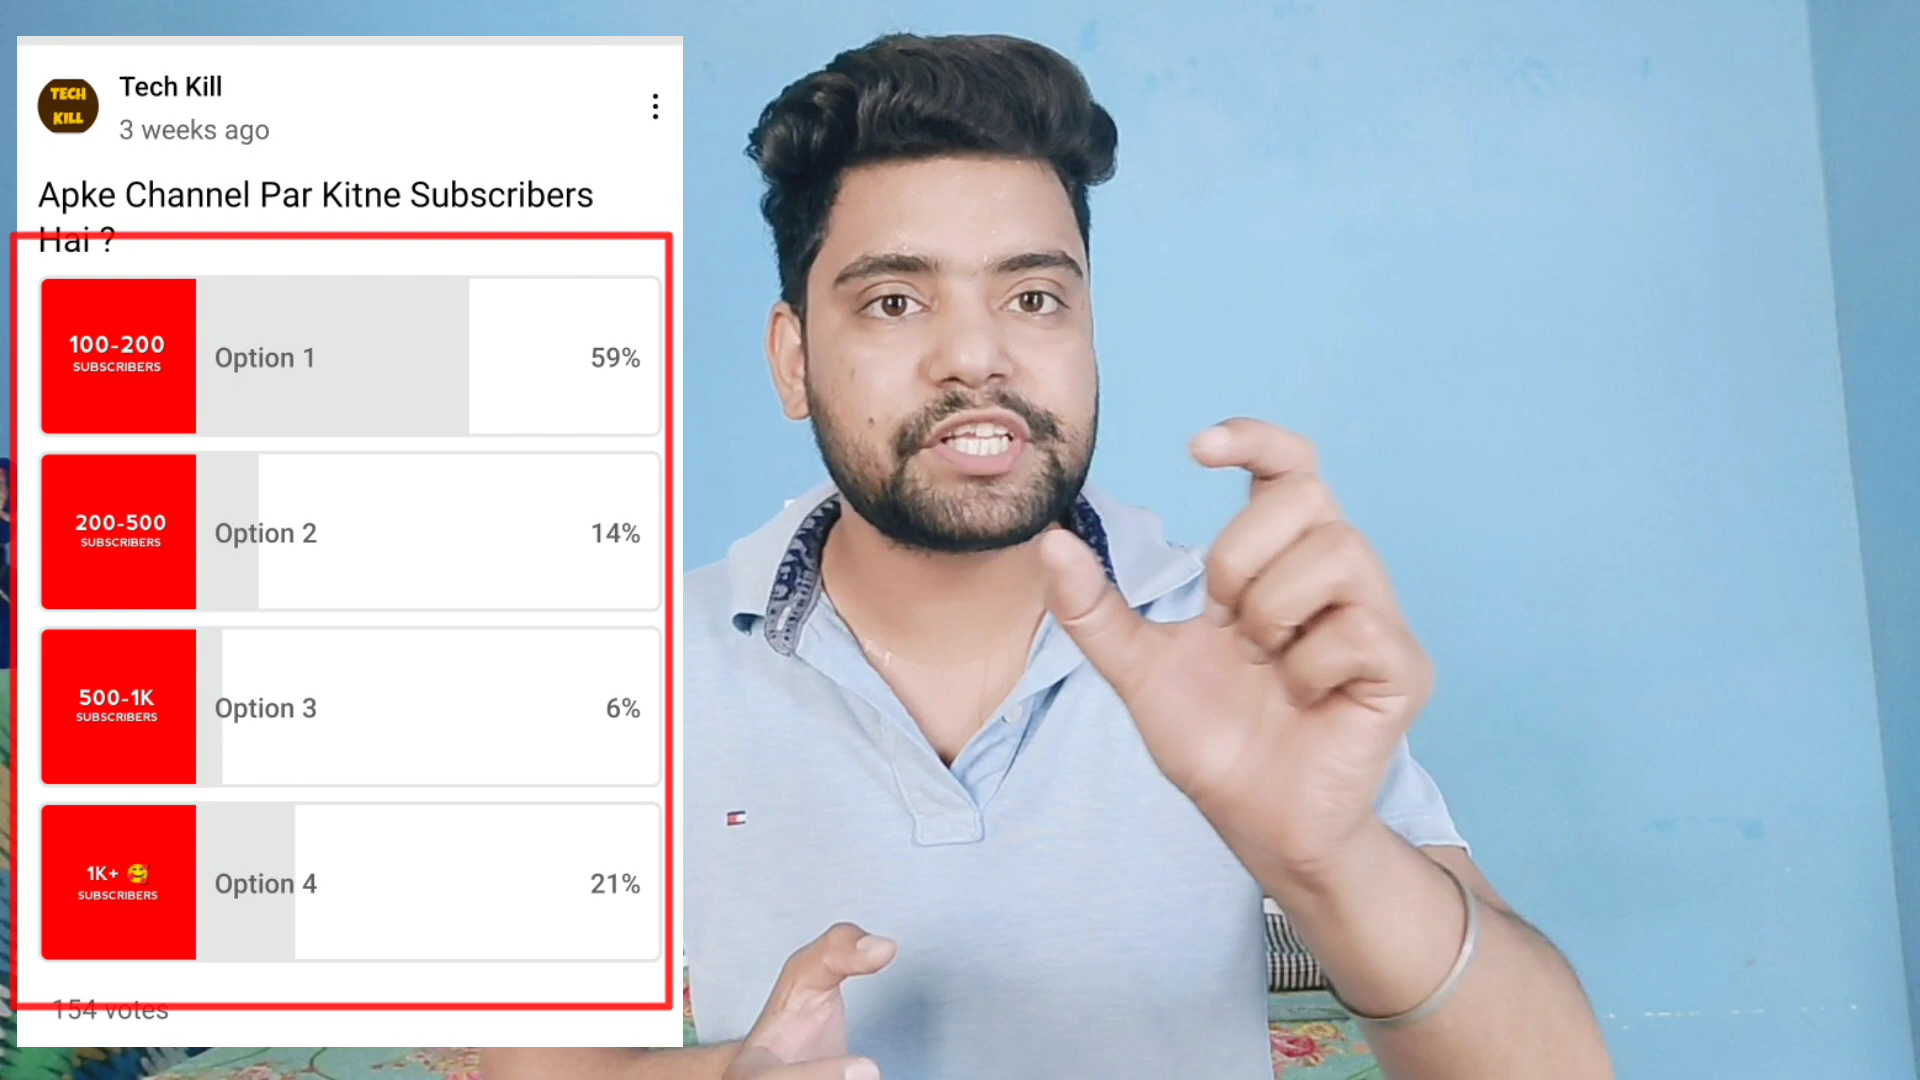 TECH
KILL
Tech Kill
3 weeks ago
Apke Channel Par Kitne Subscribers
Hai ?
100-200
SUBSCRIBERS
Option 1
59%
200-500
SUBSCRIBERS
Option 2
14%
500-1K
SUBSCRIBERS
Option 3
6%
1K+ 🥰
SUBSCRIBERS
Option 4
21%
154 votes